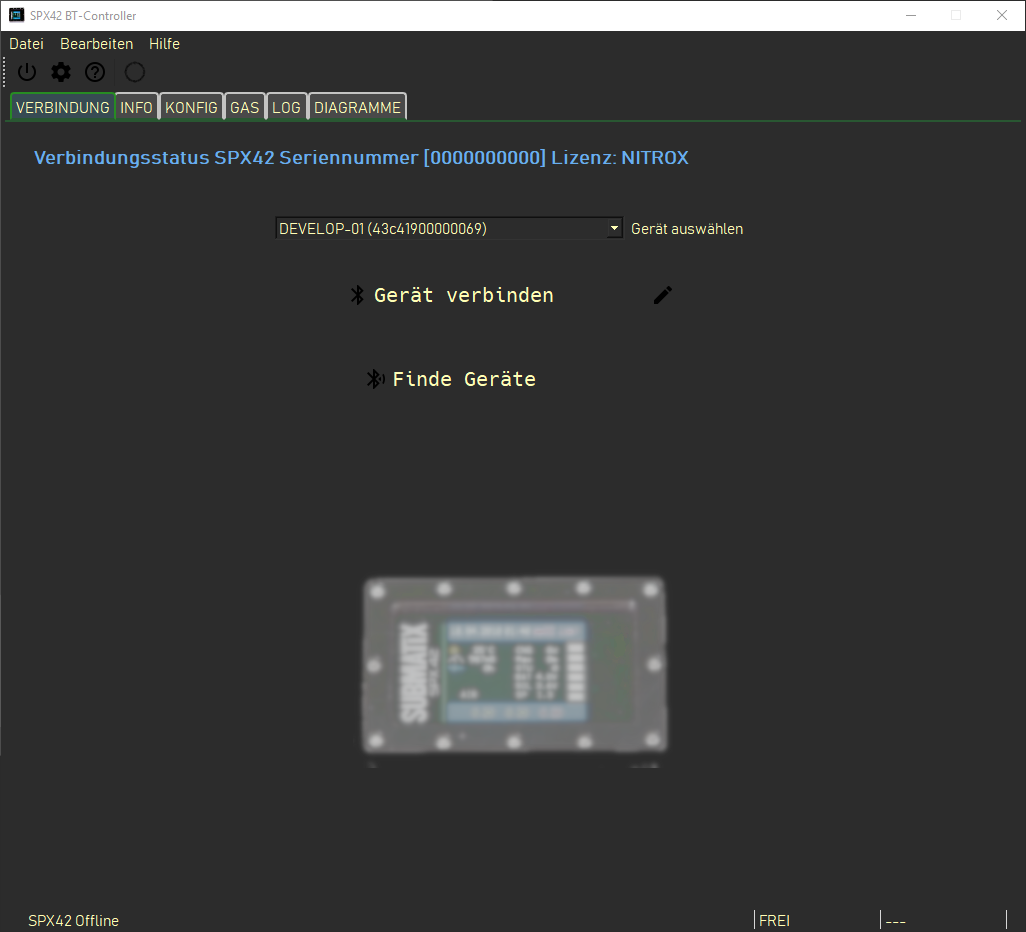 SPX42 BT-Controller
Datei Bearbeiten Hilfe
VERBINDUNG INFO KONFIG GAS LOG DIAGRAMME
Verbindungsstatus SPX42 Seriennummer [0000000000] Lizenz: NITROX
DEVELOP-01 (43c41900000069) Gerät auswählen
Gerät verbinden
Finde Geräte
SUBMATIX
SPX42
SPX42 Offline FREI ---